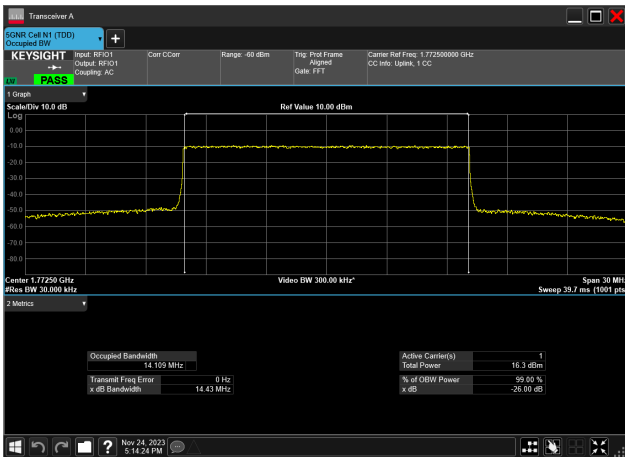 Transceiver A
5GNR Cell N1 (TDD)
Occupied BW
KEYSIGHT
LXI
PASS
Input: RFIO1
Output: RFIO1
Coupling: AC
Corr CCorr
Range: -60 dBm
Trig: Prot Frame
Aligned
Gate: FFT
Carrier Ref Freq: 1.772500000 GHz
CC Info: Uplink, 1 CC
1 Graph
Scale/Div 10.0 dB
Ref Value 10.00 dBm
Log
0.00
-10.0
-20.0
-30.0
-40.0
-50.0
-60.0
-70.0
-80.0
Center 1.77250 GHz
Video BW 300.00 kHz*
Span 30 MHz
#Res BW 30.000 kHz
Sweep 39.7 ms (1001 pts
2 Metrics
Occupied Bandwidth
14.109 MHz
Transmit Freq Error 0 Hz
x dB Bandwidth 14.43 MHz
Active Carrier(s) 1
Total Power 16.3 dBm
% of OBW Power 99.00 %
x dB -26.00 dB
Nov 24, 2023
5:14:24 PM